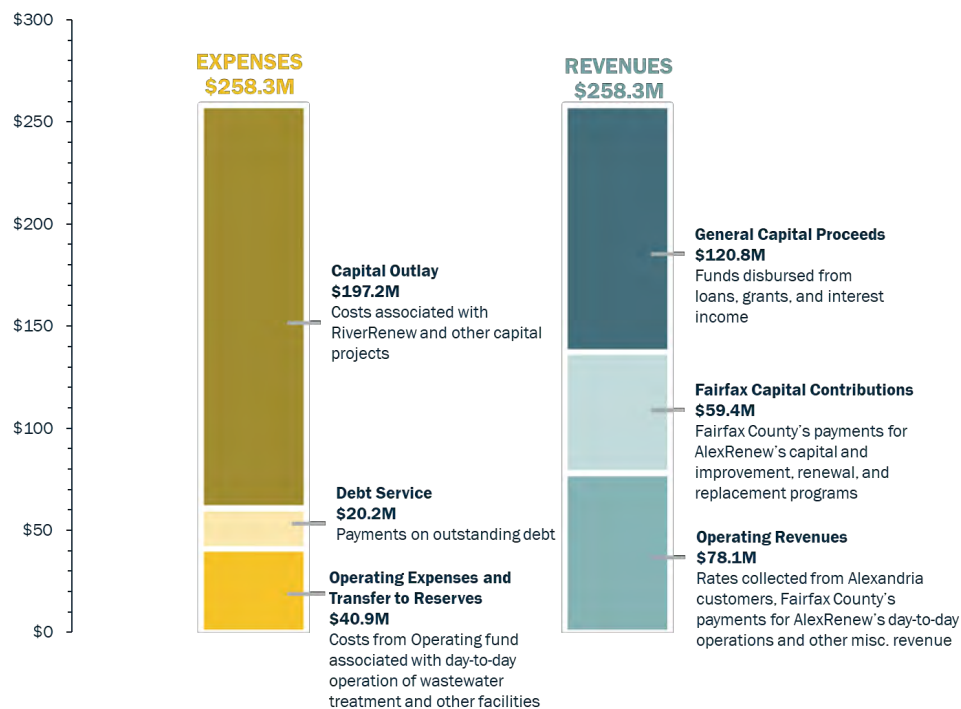 $300
$250
$200
$150
$100
$50
$0
EXPENSES
$258.3M
Capital Outlay
$197.2M
Costs associated with
RiverRenew and other capital
projects
Debt Service
$20.2M
Payments on outstanding debt
Operating Expenses and
Transfer to Reserves
$40.9M
Costs from Operating fund
associated with day-to-day
operation of wastewater
treatment and other facilities
REVENUES
$258.3M
General Capital Proceeds
$120.8M
Funds disbursed from
loans, grants, and interest
income
Fairfax Capital Contributions
$59.4M
Fairfax County's payments for
AlexRenew's capital and
improvement, renewal, and
replacement programs
Operating Revenues
$78.1M
Rates collected from Alexandria
customers, Fairfax County's
payments for AlexRenew's day-to-day
operations and other misc. revenue